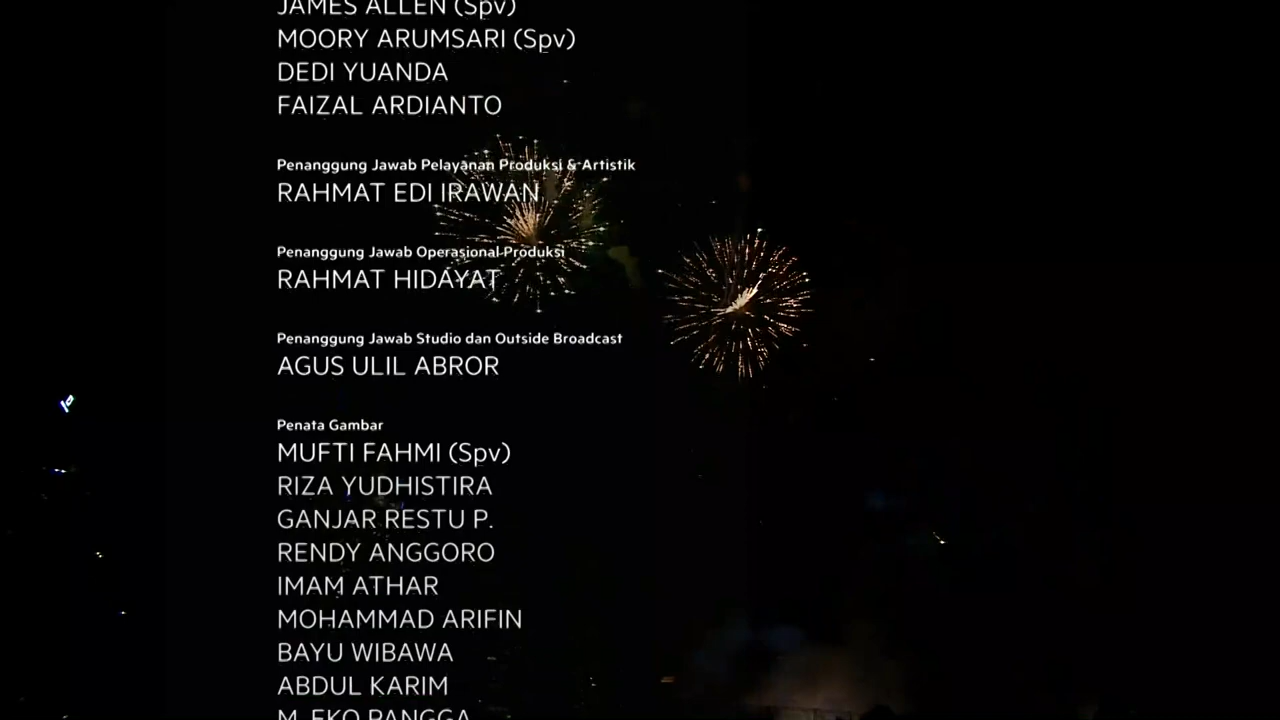 JAMES ALLEN (Spv)
MOORY ARUMSARI (Spv)
DEDI YUANDA
FAIZAL ARDIANTO
Penanggung Jawab Pelayanan Produksi & Artistik
RAHMAT EDI IRAWAN
Penanggung Jawab Operasional Produksi
RAHMAT HIDAYAT
Penanggung Jawab Studio dan Outside Broadcast
AGUS ULIL ABROR
Penata Gambar
MUFTI FAHMI (Spv)
RIZA YUDHISTIRA
GANJAR RESTU P.
RENDY ANGGORO
IMAM ATHAR
MOHAMMAD ARIFIN
BAYU WIBAWA
ABDUL KARIM
M. EKO PANGGA